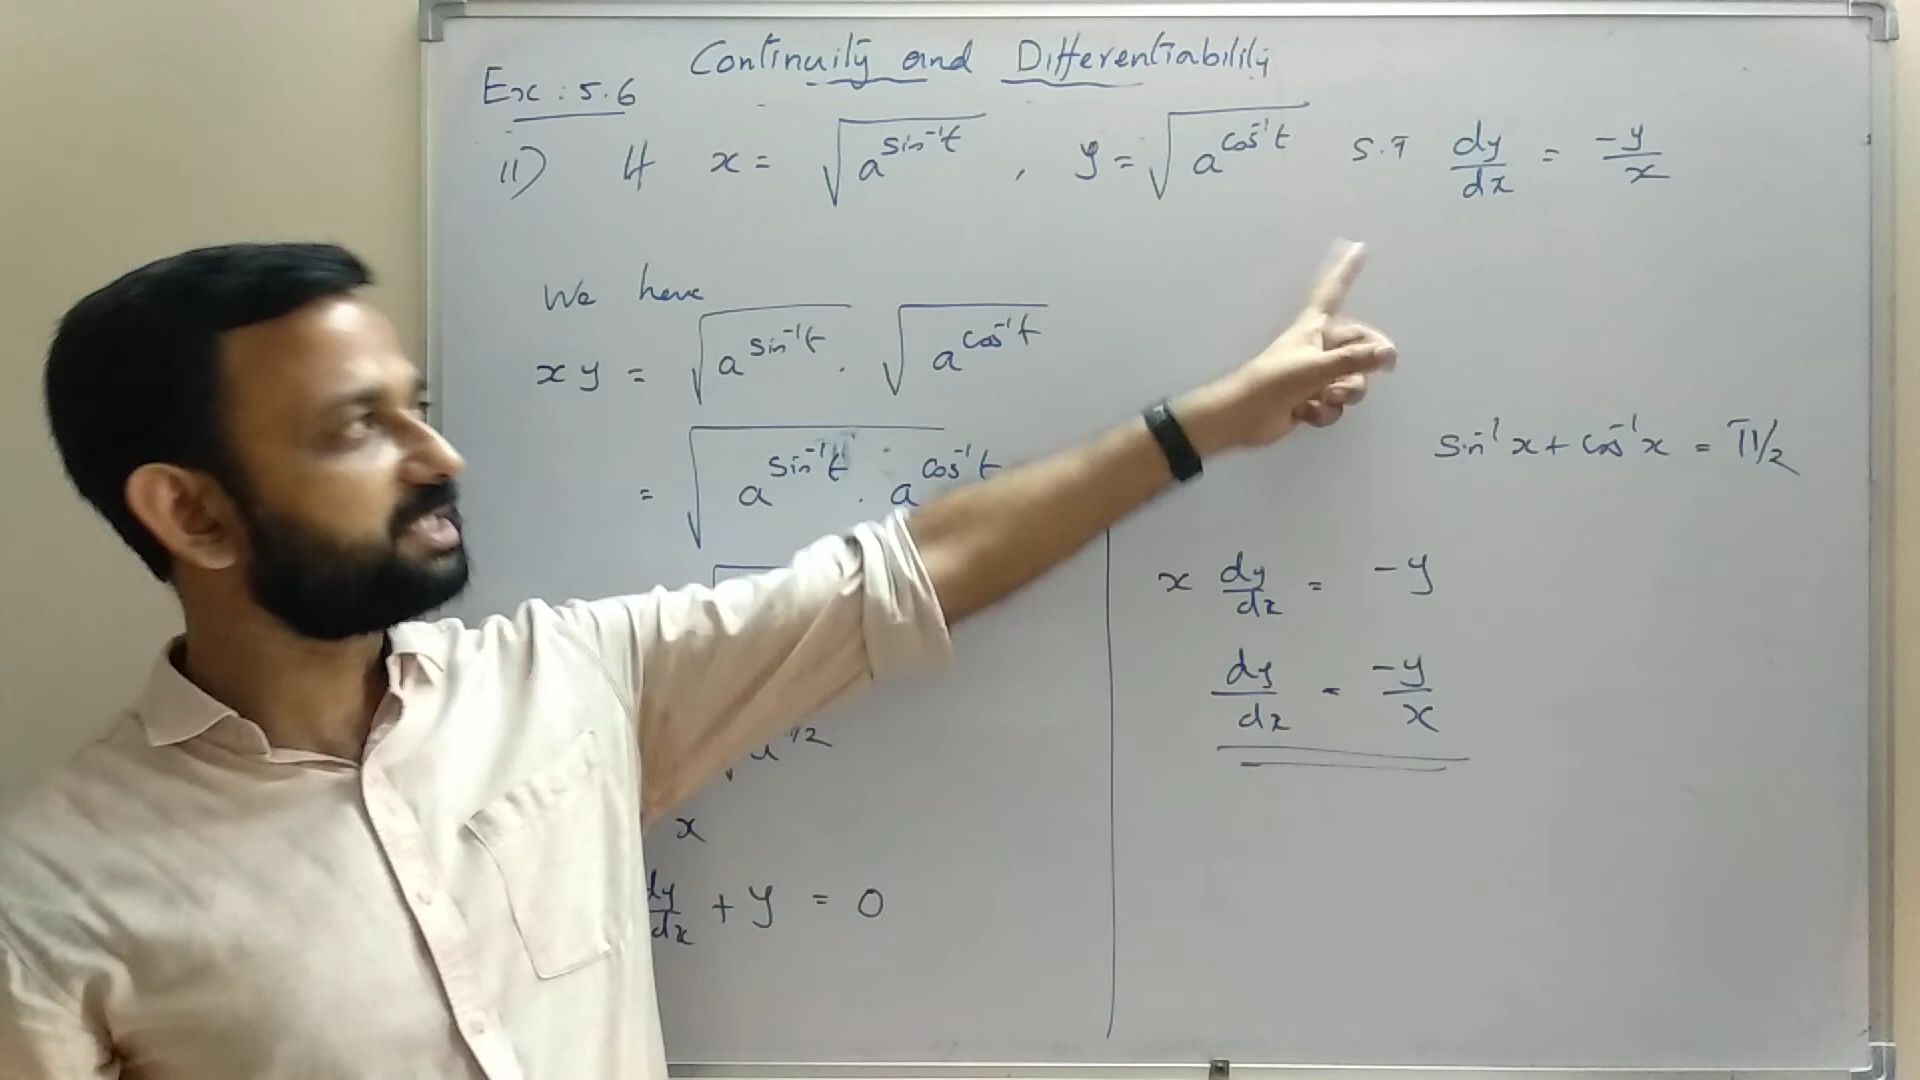 Continuity and Differentiability
Ex : 5.6
11) If x = √a^sin⁻¹t , y = √a^cos⁻¹t S.T dy/dx = -y/x
We have
xy = √a^sin⁻¹t . √a^cos⁻¹t
= √a^sin⁻¹t . a^cos⁻¹t
x
dy/dx + y = 0
sin⁻¹x + cos⁻¹x = π/2
x dy/dx = -y
dy/dx = -y/x